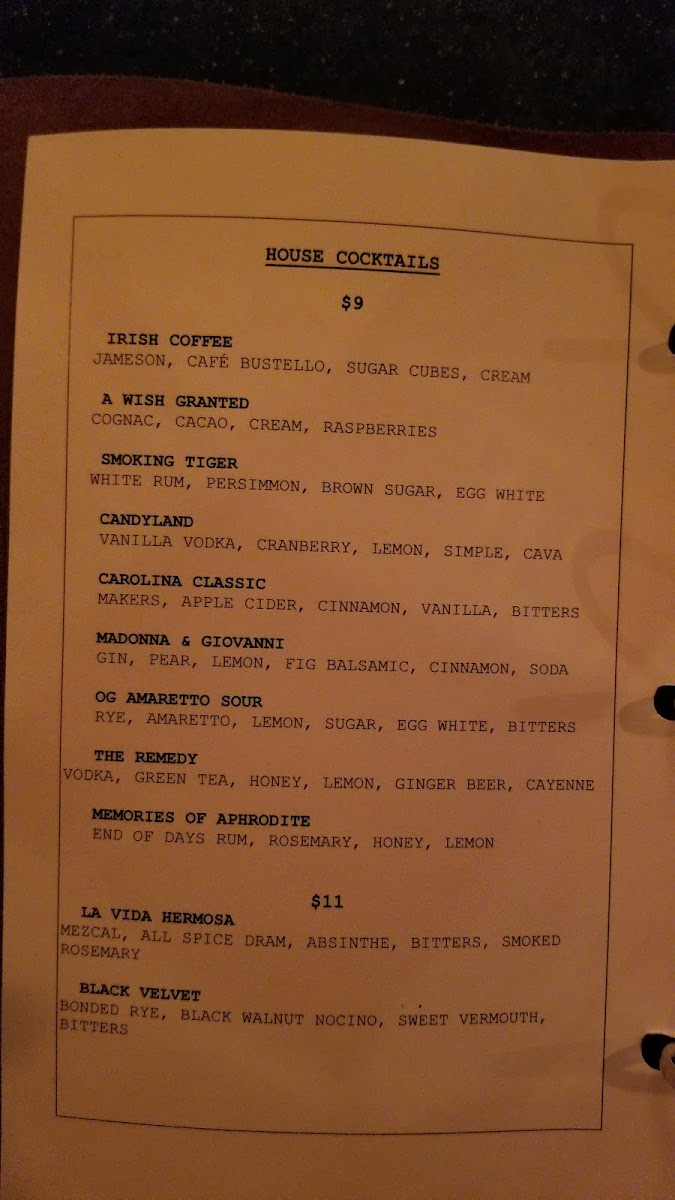 HOUSE COCKTAILS
$9
IRISH COFFEE
JAMESON, CAFÉ BUSTELLO, SUGAR CUBES, CREAM
A WISH GRANTED
COGNAC, CACAO, CREAM, RASPBERRIES
SMOKING TIGER
WHITE RUM, PERSIMMON, BROWN SUGAR, EGG WHITE
CANDYLAND
VANILLA VODKA, CRANBERRY, LEMON, SIMPLE, CAVA
CAROLINA CLASSIC
MAKERS, APPLE CIDER, CINNAMON, VANILLA, BITTERS
MADONNA & GIOVANNI
GIN, PEAR, LEMON, FIG BALSAMIC, CINNAMON, SODA
OG AMARETTO SOUR
RYE, AMARETTO, LEMON, SUGAR, EGG WHITE, BITTERS
THE REMEDY
VODKA, GREEN TEA, HONEY, LEMON, GINGER BEER, CAYENNE
MEMORIES OF APHRODITE
END OF DAYS RUM, ROSEMARY, HONEY, LEMON
$11
LA VIDA HERMOSA
MEZCAL, ALL SPICE DRAM, ABSINTHE, BITTERS, SMOKED
ROSEMARY
BLACK VELVET
BONDED RYE, BLACK WALNUT NOCINO, SWEET VERMOUTH,
BITTERS